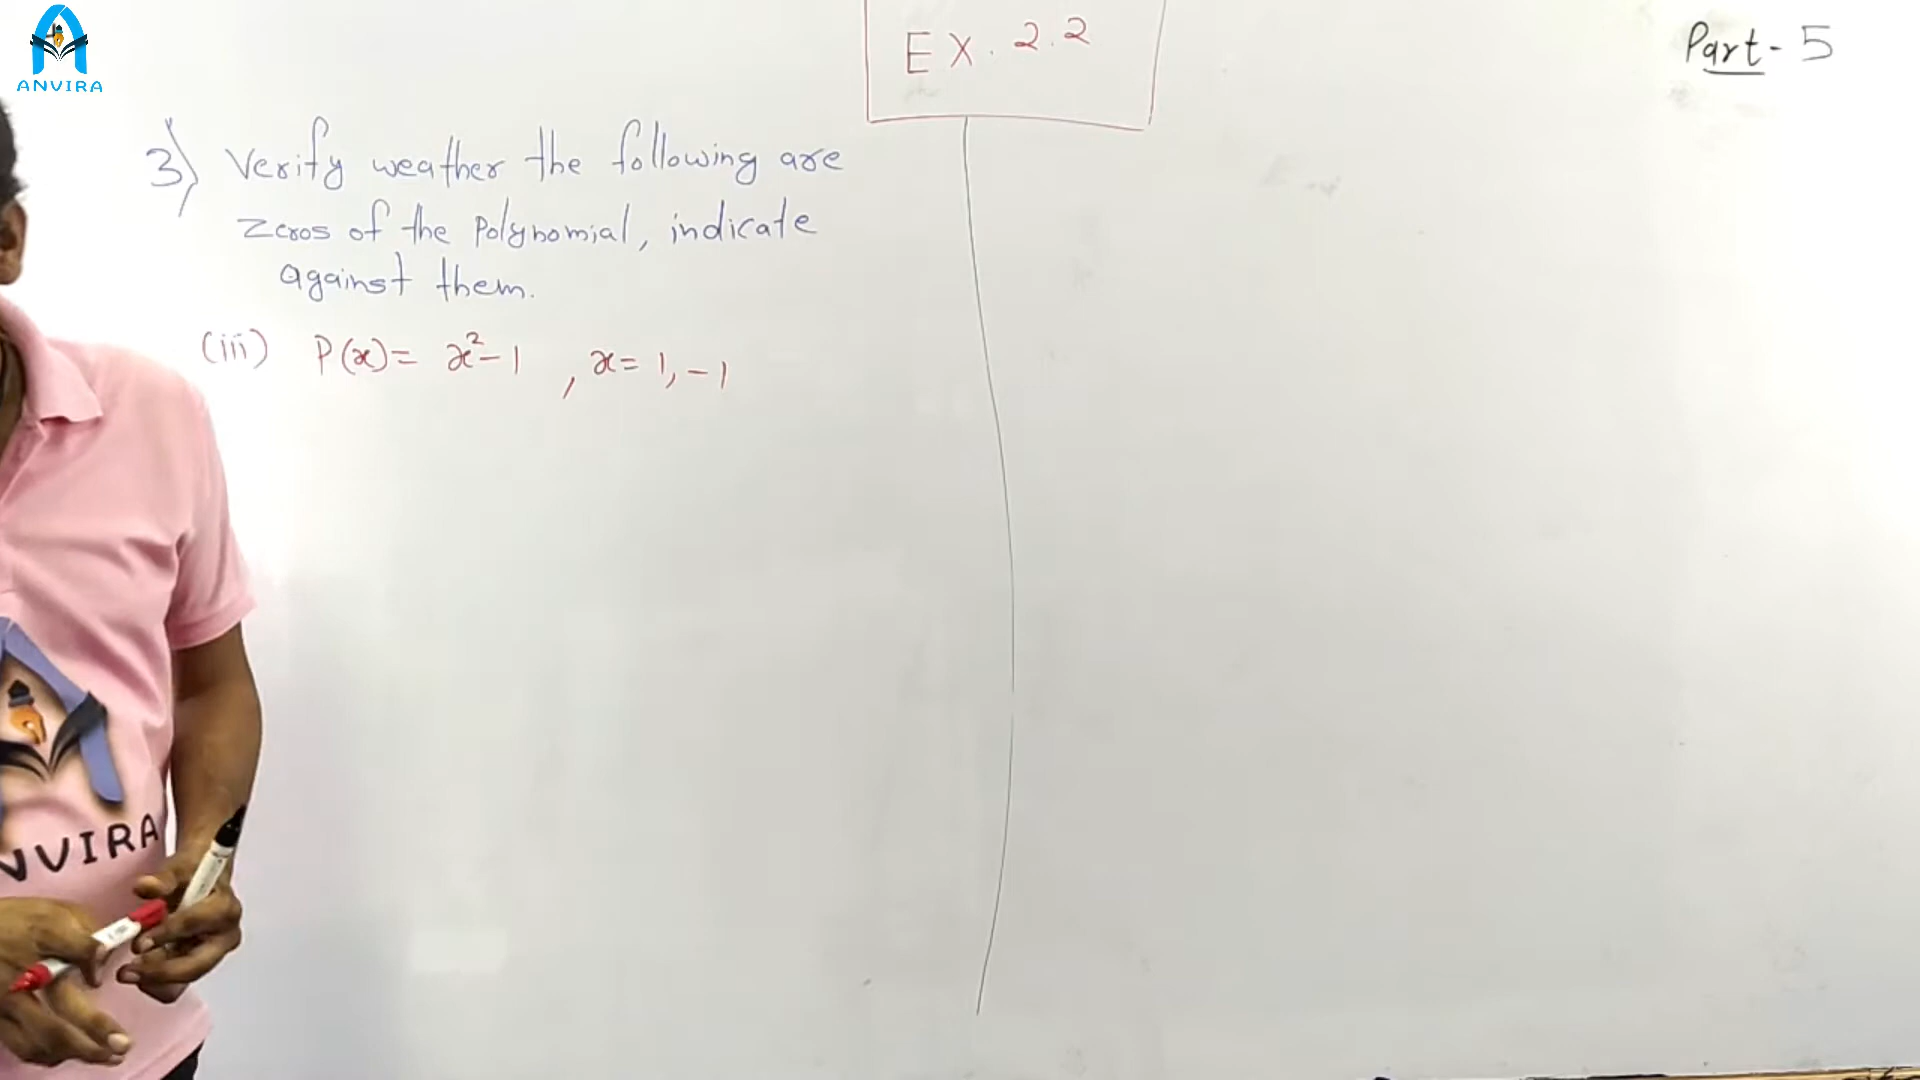 ANVIRA
EX. 2.2
Part - 5
3) Verify weather the following are
Zeros of the Polynomial, indicate
against them.
(iii) P(x) = x² - 1 , x = 1, -1
NVIRA